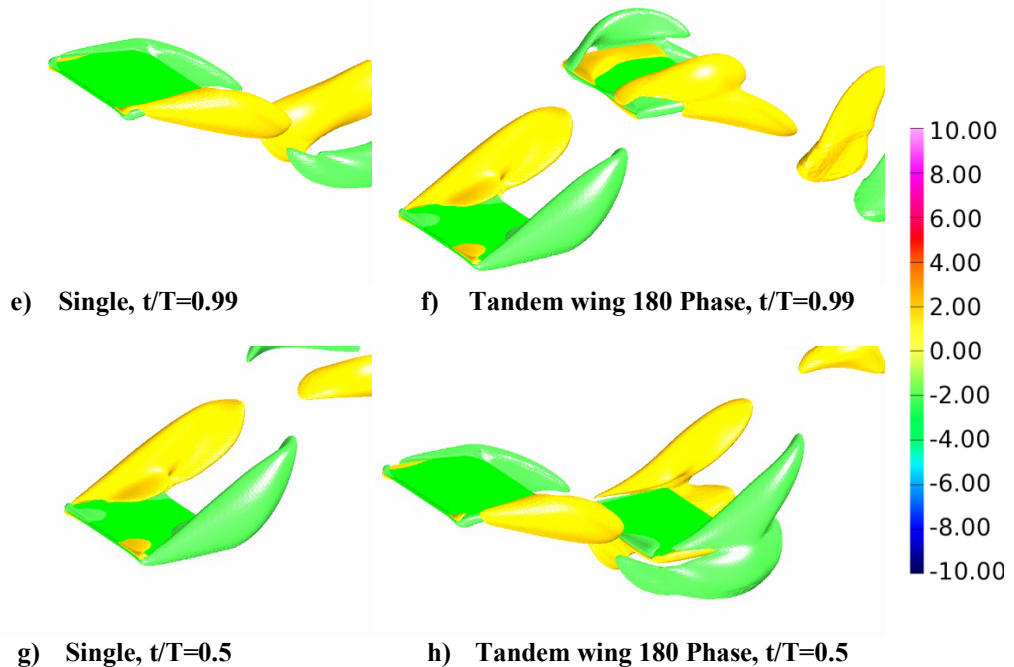 e) Single, t/T=0.99
f) Tandem wing 180 Phase, t/T=0.99
g) Single, t/T=0.5
h) Tandem wing 180 Phase, t/T=0.5
10.00
8.00
6.00
4.00
2.00
0.00
-2.00
-4.00
-6.00
-8.00
-10.00